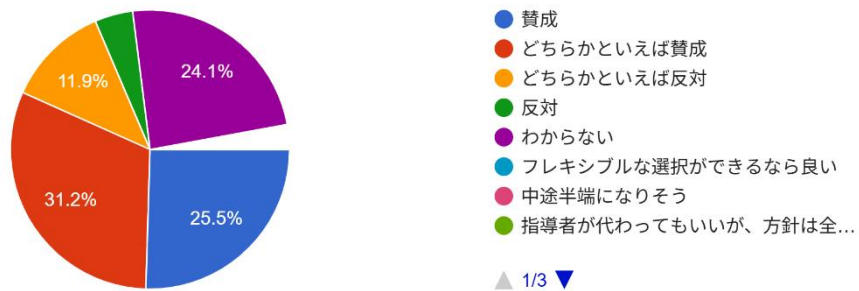 24.1%
11.9%
31.2%
25.5%
賛成
どちらかといえば賛成
どちらかといえば反対
反対
わからない
フレキシブルな選択ができるなら良い
中途半端になりそう
指導者が代わってもいいが、方針は全…
1/3